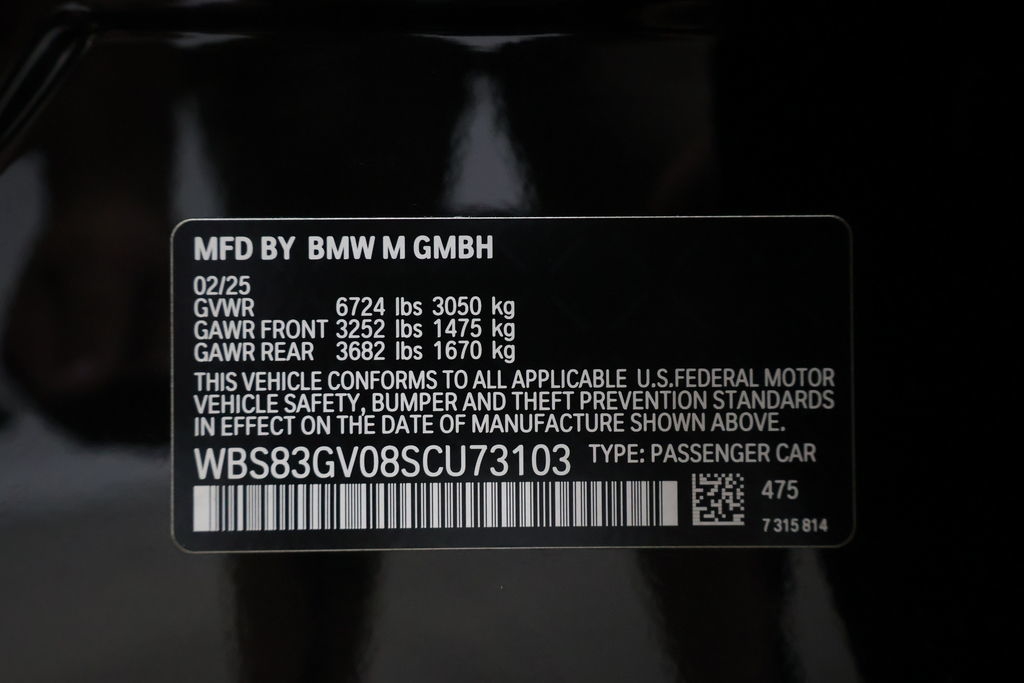 MFD BY BMW M GMBH
02/25
GVWR 6724 lbs 3050 kg
GAWR FRONT 3252 lbs 1475 kg
GAWR REAR 3682 lbs 1670 kg
THIS VEHICLE CONFORMS TO ALL APPLICABLE U.S.FEDERAL MOTOR
VEHICLE SAFETY, BUMPER AND THEFT PREVENTION STANDARDS
IN EFFECT ON THE DATE OF MANUFACTURE SHOWN ABOVE.
WBS83GV08SCU73103 TYPE: PASSENGER CAR
475
7 315 814